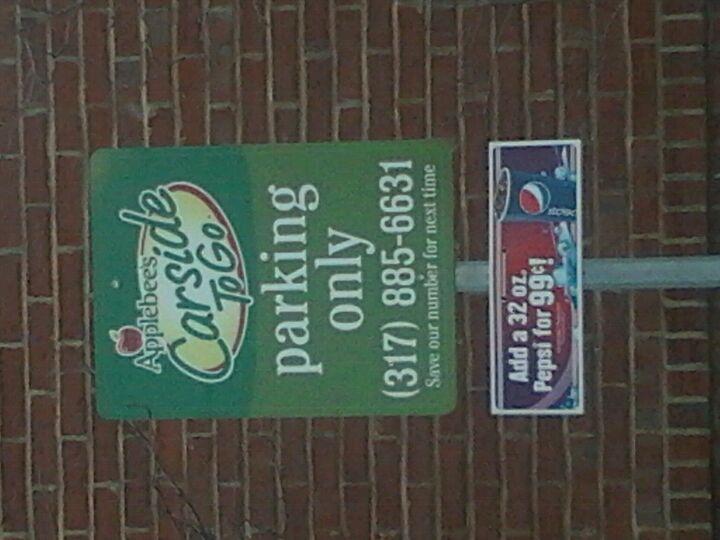 Applebee's
Carside
To Go
parking
only
(317) 885-6631
Save our number for next time
Add a 32 oz.
Pepsi for 99¢!